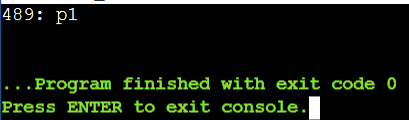 489: p1
...Program finished with exit code 0
Press ENTER to exit console.